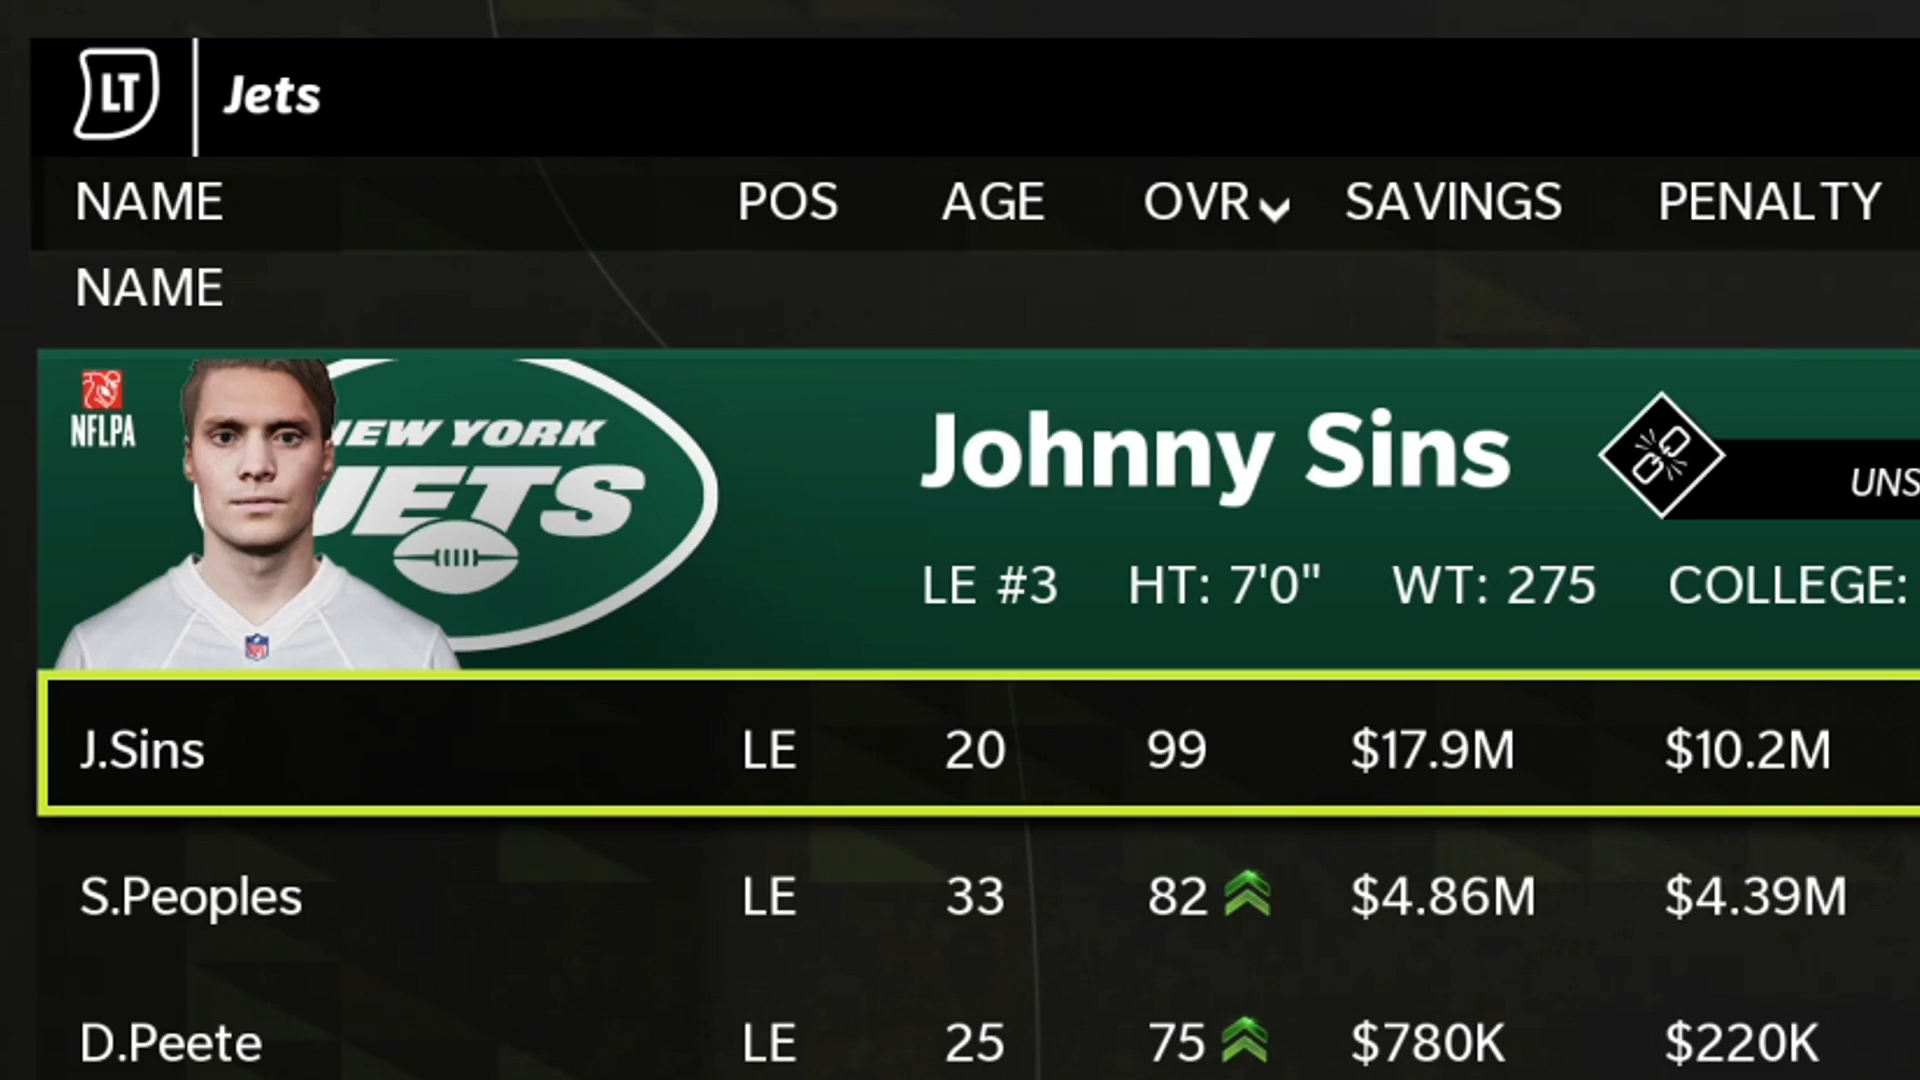 LT Jets
NAME POS AGE OVR SAVINGS PENALTY
NAME
NFLPA
NEW YORK
JETS
Johnny Sins
UNS
LE #3 HT: 7'0" WT: 275 COLLEGE:
J.Sins LE 20 99 $17.9M $10.2M
S.Peoples LE 33 82 $4.86M $4.39M
D.Peete LE 25 75 $780K $220K